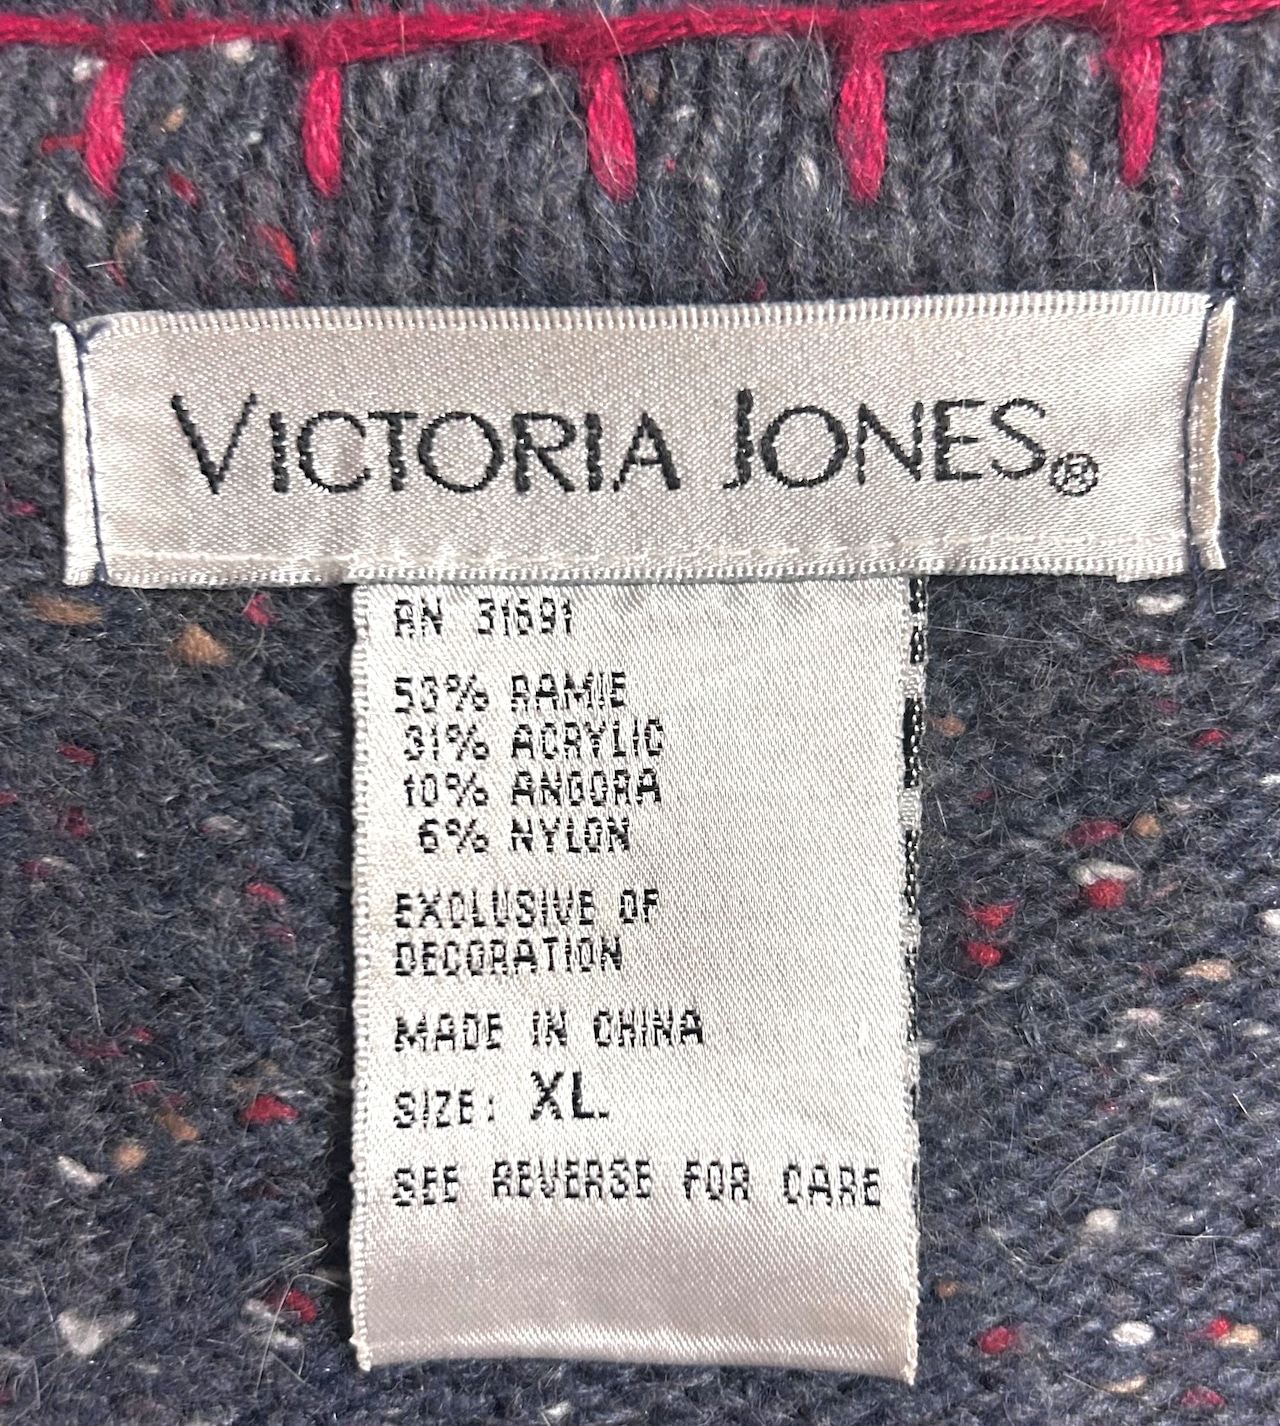 VICTORIA JONES®
RN 31691
53% RAMIE
31% ACRYLIC
10% ANGORA
6% NYLON
EXCLUSIVE OF
DECORATION
MADE IN CHINA
SIZE: XL
SEE REVERSE FOR CARE